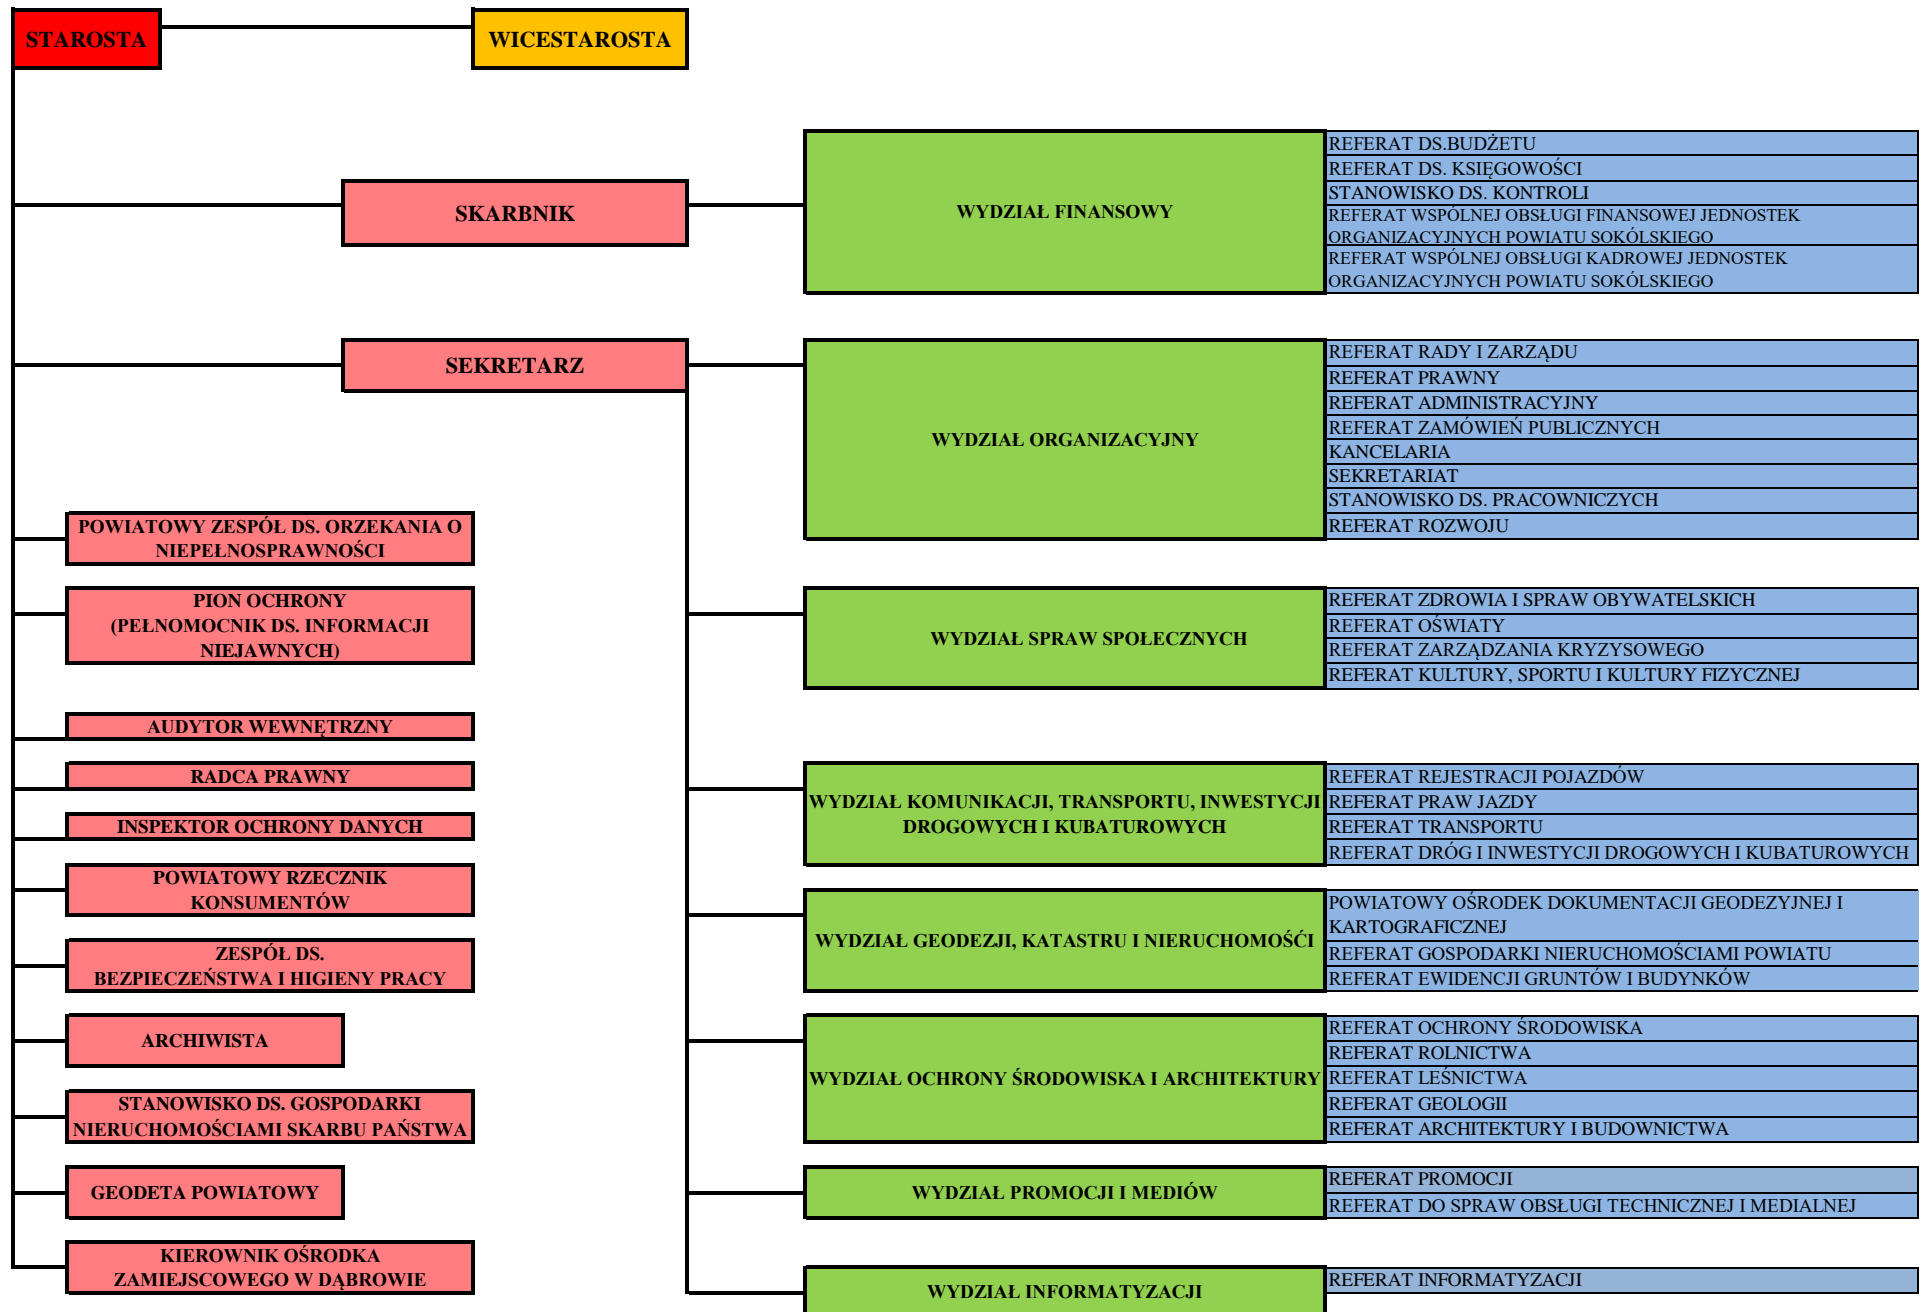 STAROSTA
WICESTAROSTA
SKARBNIK
WYDZIAŁ FINANSOWY
REFERAT DS.BUDŻETU
REFERAT DS. KSIĘGOWOŚCI
STANOWISKO DS. KONTROLI
REFERAT WSPÓLNEJ OBSŁUGI FINANSOWEJ JEDNOSTEK
ORGANIZACYJNYCH POWIATU SOKÓLSKIEGO
REFERAT WSPÓLNEJ OBSŁUGI KADROWEJ JEDNOSTEK
ORGANIZACYJNYCH POWIATU SOKÓLSKIEGO
SEKRETARZ
WYDZIAŁ ORGANIZACYJNY
REFERAT RADY I ZARZĄDU
REFERAT PRAWNY
REFERAT ADMINISTRACYJNY
REFERAT ZAMÓWIEŃ PUBLICZNYCH
KANCELARIA
SEKRETARIAT
STANOWISKO DS. PRACOWNICZYCH
REFERAT ROZWOJU
POWIATOWY ZESPÓŁ DS. ORZEKANIA O
NIEPEŁNOSPRAWNOŚCI
PION OCHRONY
(PEŁNOMOCNIK DS. INFORMACJI
NIEJAWNYCH)
AUDYTOR WEWNĘTRZNY
RADCA PRAWNY
INSPEKTOR OCHRONY DANYCH
POWIATOWY RZECZNIK
KONSUMENTÓW
ZESPÓŁ DS.
BEZPIECZEŃSTWA I HIGIENY PRACY
ARCHIWISTA
STANOWISKO DS. GOSPODARKI
NIERUCHOMOŚCIAMI SKARBU PAŃSTWA
GEODETA POWIATOWY
KIEROWNIK OŚRODKA
ZAMIEJSCOWEGO W DĄBROWIE
WYDZIAŁ SPRAW SPOŁECZNYCH
REFERAT ZDROWIA I SPRAW OBYWATELSKICH
REFERAT OŚWIATY
REFERAT ZARZĄDZANIA KRYZYSOWEGO
REFERAT KULTURY, SPORTU I KULTURY FIZYCZNEJ
WYDZIAŁ KOMUNIKACJI, TRANSPORTU, INWESTYCJI
DROGOWYCH I KUBATUROWYCH
REFERAT REJESTRACJI POJAZDÓW
REFERAT PRAW JAZDY
REFERAT TRANSPORTU
REFERAT DRÓG I INWESTYCJI DROGOWYCH I KUBATUROWYCH
WYDZIAŁ GEODEZJI, KATASTRU I NIERUCHOMOŚĆI
POWIATOWY OŚRODEK DOKUMENTACJI GEODEZYJNEJ I
KARTOGRAFICZNEJ
REFERAT GOSPODARKI NIERUCHOMOŚCIAMI POWIATU
REFERAT EWIDENCJI GRUNTÓW I BUDYNKÓW
WYDZIAŁ OCHRONY ŚRODOWISKA I ARCHITEKTURY
REFERAT OCHRONY ŚRODOWISKA
REFERAT ROLNICTWA
REFERAT LEŚNICTWA
REFERAT GEOLOGII
REFERAT ARCHITEKTURY I BUDOWNICTWA
WYDZIAŁ PROMOCJI I MEDIÓW
REFERAT PROMOCJI
REFERAT DO SPRAW OBSŁUGI TECHNICZNEJ I MEDIALNEJ
WYDZIAŁ INFORMATYZACJI
REFERAT INFORMATYZACJI